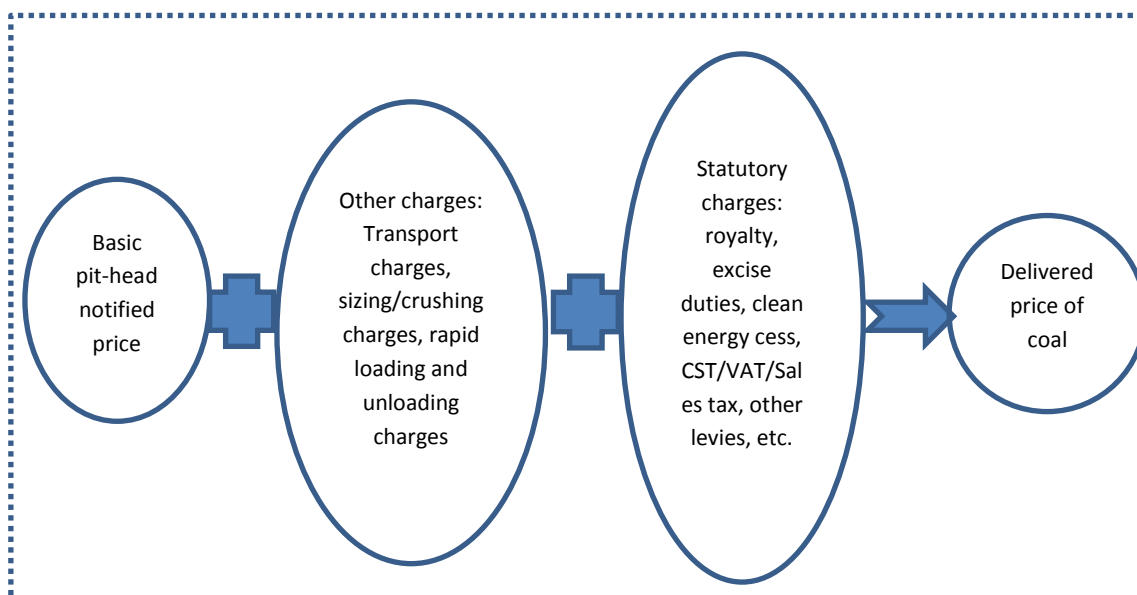 Basic
pit-head
notified
price
Other charges:
Transport
charges,
sizing/crushing
charges, rapid
loading and
unloading
charges
Statutory
charges:
royalty,
excise
duties, clean
energy cess,
CST/VAT/Sal
es tax, other
levies, etc.
Delivered
price of
coal